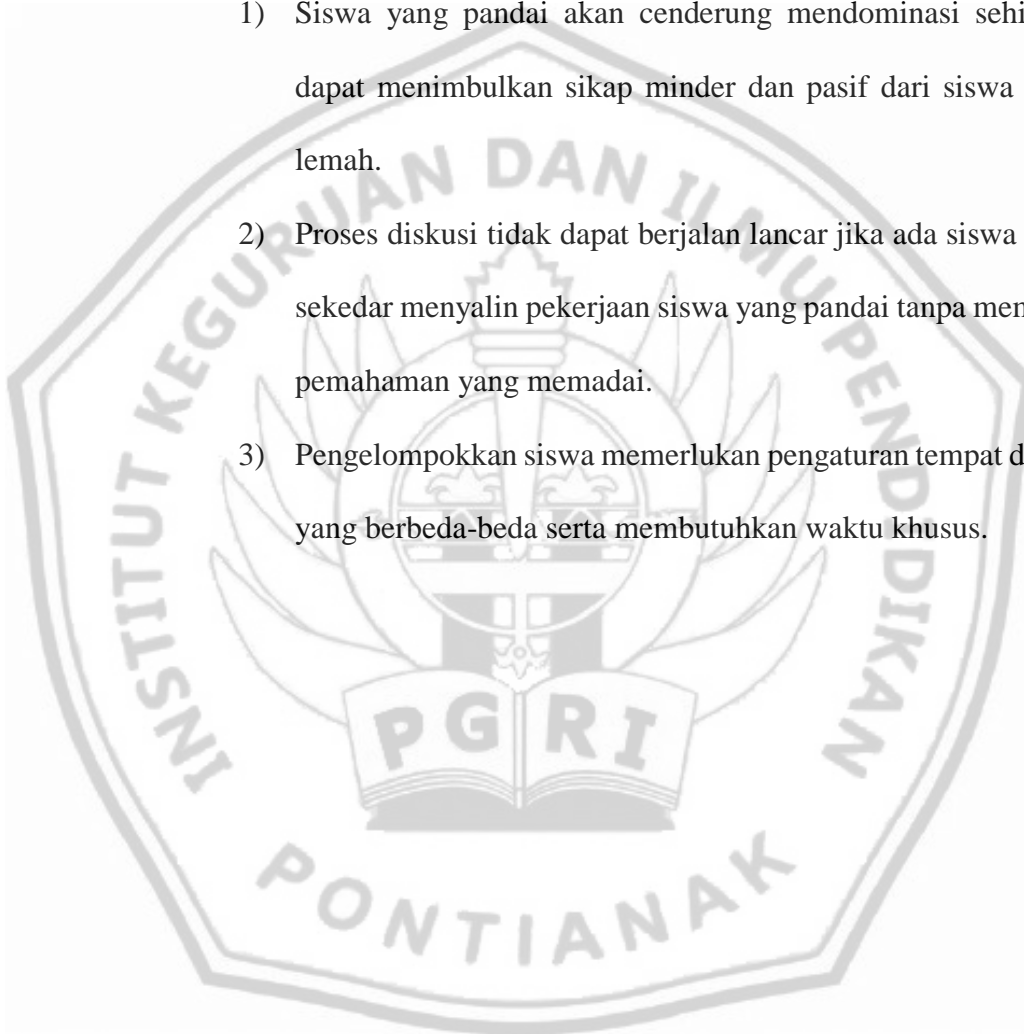 1) Siswa yang pandai akan cenderung mendominasi sehi
dapat menimbulkan sikap minder dan pasif dari siswa
lemah.
2) Proses diskusi tidak dapat berjalan lancar jika ada siswa
sekedar menyalin pekerjaan siswa yang pandai tanpa mem
pemahaman yang memadai.
3) Pengelompokkan siswa memerlukan pengaturan tempat d
yang berbeda-beda serta membutuhkan waktu khusus.
INSTITUT KEGURUAN DAN ILMU PENDIDIKAN
PGRI
PONTIANAK